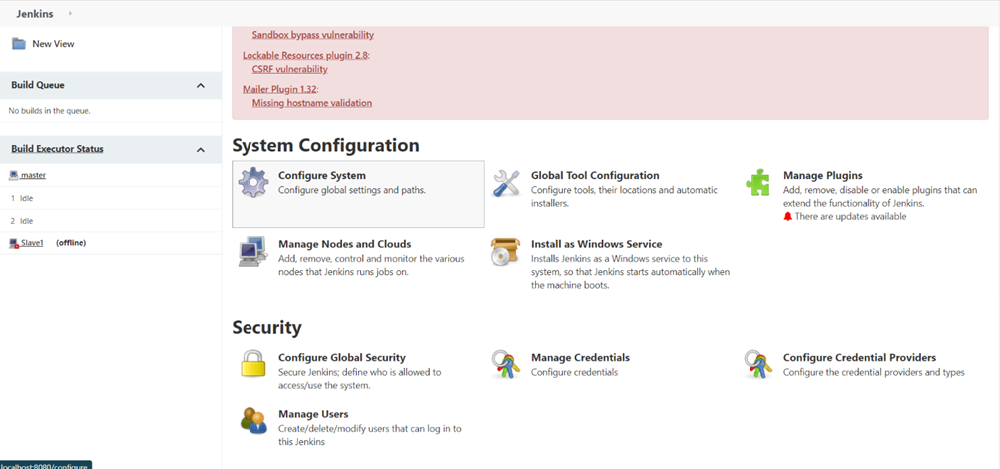 Jenkins
New View
Build Queue
No builds in the queue.
Build Executor Status
master
1 Idle
2 Idle
Slave1 (offline)
Sandbox bypass vulnerability
Lockable Resources plugin 2.8:
CSRF vulnerability
Mailer Plugin 1.32:
Missing hostname validation
System Configuration
Configure System
Configure global settings and paths.
Global Tool Configuration
Configure tools, their locations and automatic
installers.
Manage Plugins
Add, remove, disable or enable plugins that can
extend the functionality of Jenkins.
There are updates available
Manage Nodes and Clouds
Add, remove, control and monitor the various
nodes that Jenkins runs jobs on.
Install as Windows Service
Installs Jenkins as a Windows service to this
system, so that Jenkins starts automatically when
the machine boots.
Security
Configure Global Security
Secure Jenkins; define who is allowed to
access/use the system.
Manage Credentials
Configure credentials
Configure Credential Providers
Configure the credential providers and types
Manage Users
Create/delete/modify users that can log in to
this Jenkins
localhost:8080/configure